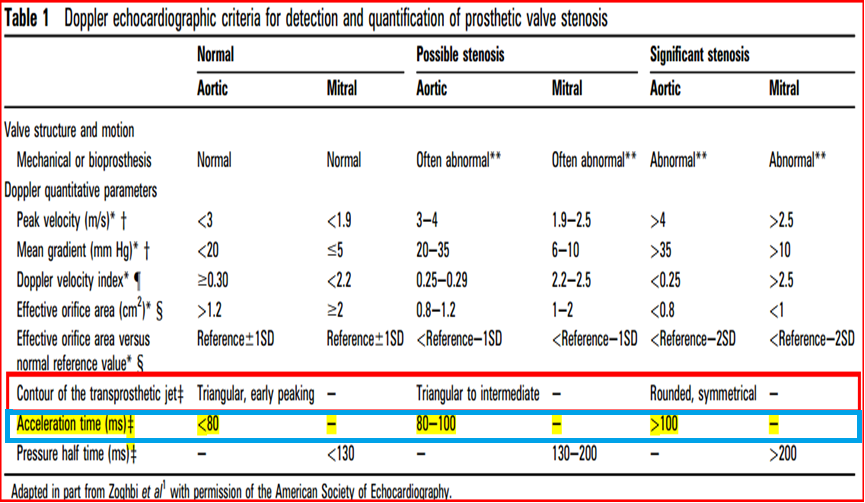 Table 1 Doppler echocardiographic criteria for detection and quantification of prosthetic valve stenosis
Normal Possible stenosis Significant stenosis
Aortic Mitral Aortic Mitral Aortic Mitral
Valve structure and motion
Mechanical or bioprosthesis Normal Normal Often abnormal** Often abnormal** Abnormal** Abnormal**
Doppler quantitative parameters
Peak velocity (m/s)* † <3 <1.9 3–4 1.9–2.5 >4 >2.5
Mean gradient (mm Hg)* † <20 ≤5 20–35 6–10 >35 >10
Doppler velocity index* ¶ ≥0.30 <2.2 0.25–0.29 2.2–2.5 <0.25 >2.5
Effective orifice area (cm²)* § >1.2 ≥2 0.8–1.2 1–2 <0.8 <1
Effective orifice area versus Reference±1SD Reference±1SD <Reference–1SD <Reference–1SD <Reference–2SD <Reference–2SD
normal reference value* §
Contour of the transprosthetic jet‡ Triangular, early peaking – Triangular to intermediate – Rounded, symmetrical –
Acceleration time (ms)‡ <80 – 80–100 – >100 –
Pressure half time (ms)‡ – <130 – 130–200 – >200
Adapted in part from Zoghbi et al¹ with permission of the American Society of Echocardiography.